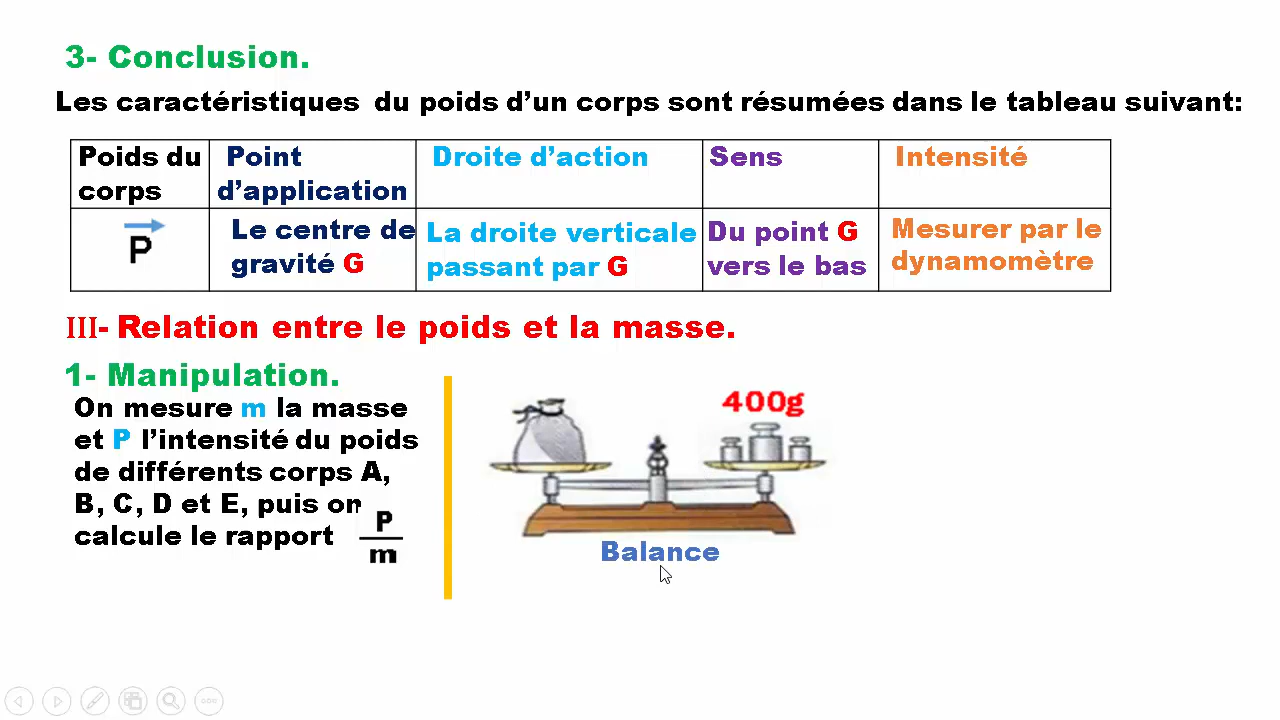 3- Conclusion.
Les caractéristiques du poids d’un corps sont résumées dans le tableau suivant:
Poids du corps
Point d’application
Droite d’action
Sens
Intensité
P
Le centre de gravité G
La droite verticale passant par G
Du point G vers le bas
Mesurer par le dynamomètre
III- Relation entre le poids et la masse.
1- Manipulation.
On mesure m la masse
et P l’intensité du poids
de différents corps A,
B, C, D et E, puis on
calcule le rapport P/m
400g
Balance